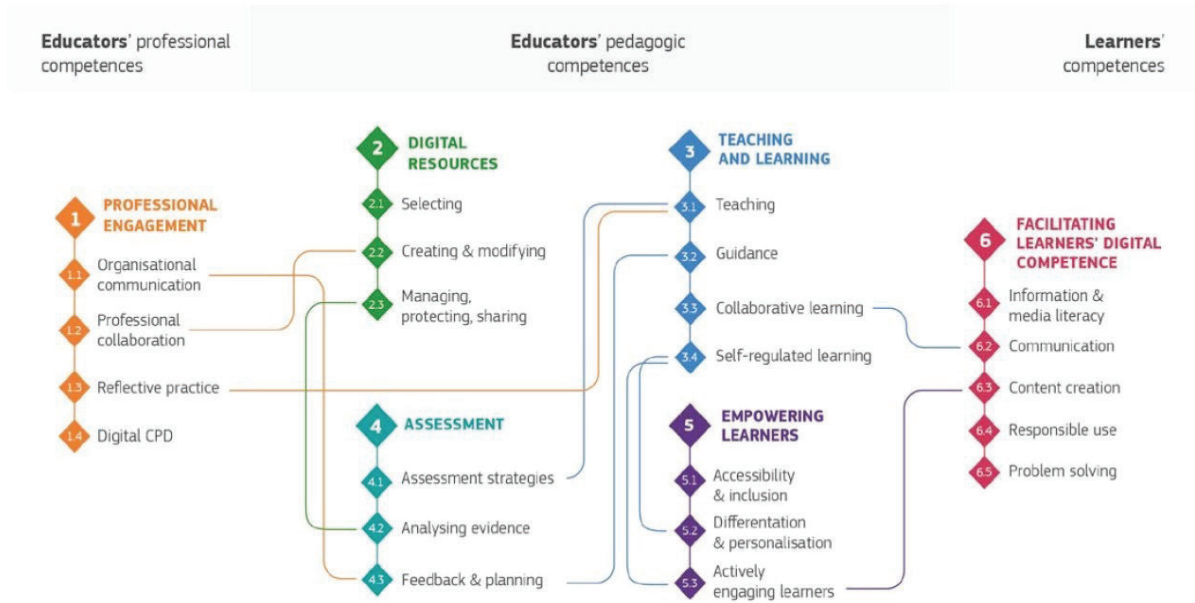 Educators' professional
competences
Educators' pedagogic
competences
Learners'
competences
1
PROFESSIONAL
ENGAGEMENT
1.1
Organisational
communication
1.2
Professional
collaboration
1.3
Reflective practice
1.4
Digital CPD
2
DIGITAL
RESOURCES
2.1
Selecting
2.2
Creating & modifying
2.3
Managing,
protecting, sharing
4
ASSESSMENT
4.1
Assessment strategies
4.2
Analysing evidence
4.3
Feedback & planning
3
TEACHING
AND LEARNING
3.1
Teaching
3.2
Guidance
3.3
Collaborative learning
3.4
Self-regulated learning
5
EMPOWERING
LEARNERS
5.1
Accessibility
& inclusion
5.2
Differentation
& personalisation
5.3
Actively
engaging learners
6
FACILITATING
LEARNERS' DIGITAL
COMPETENCE
6.1
Information &
media literacy
6.2
Communication
6.3
Content creation
6.4
Responsible use
6.5
Problem solving